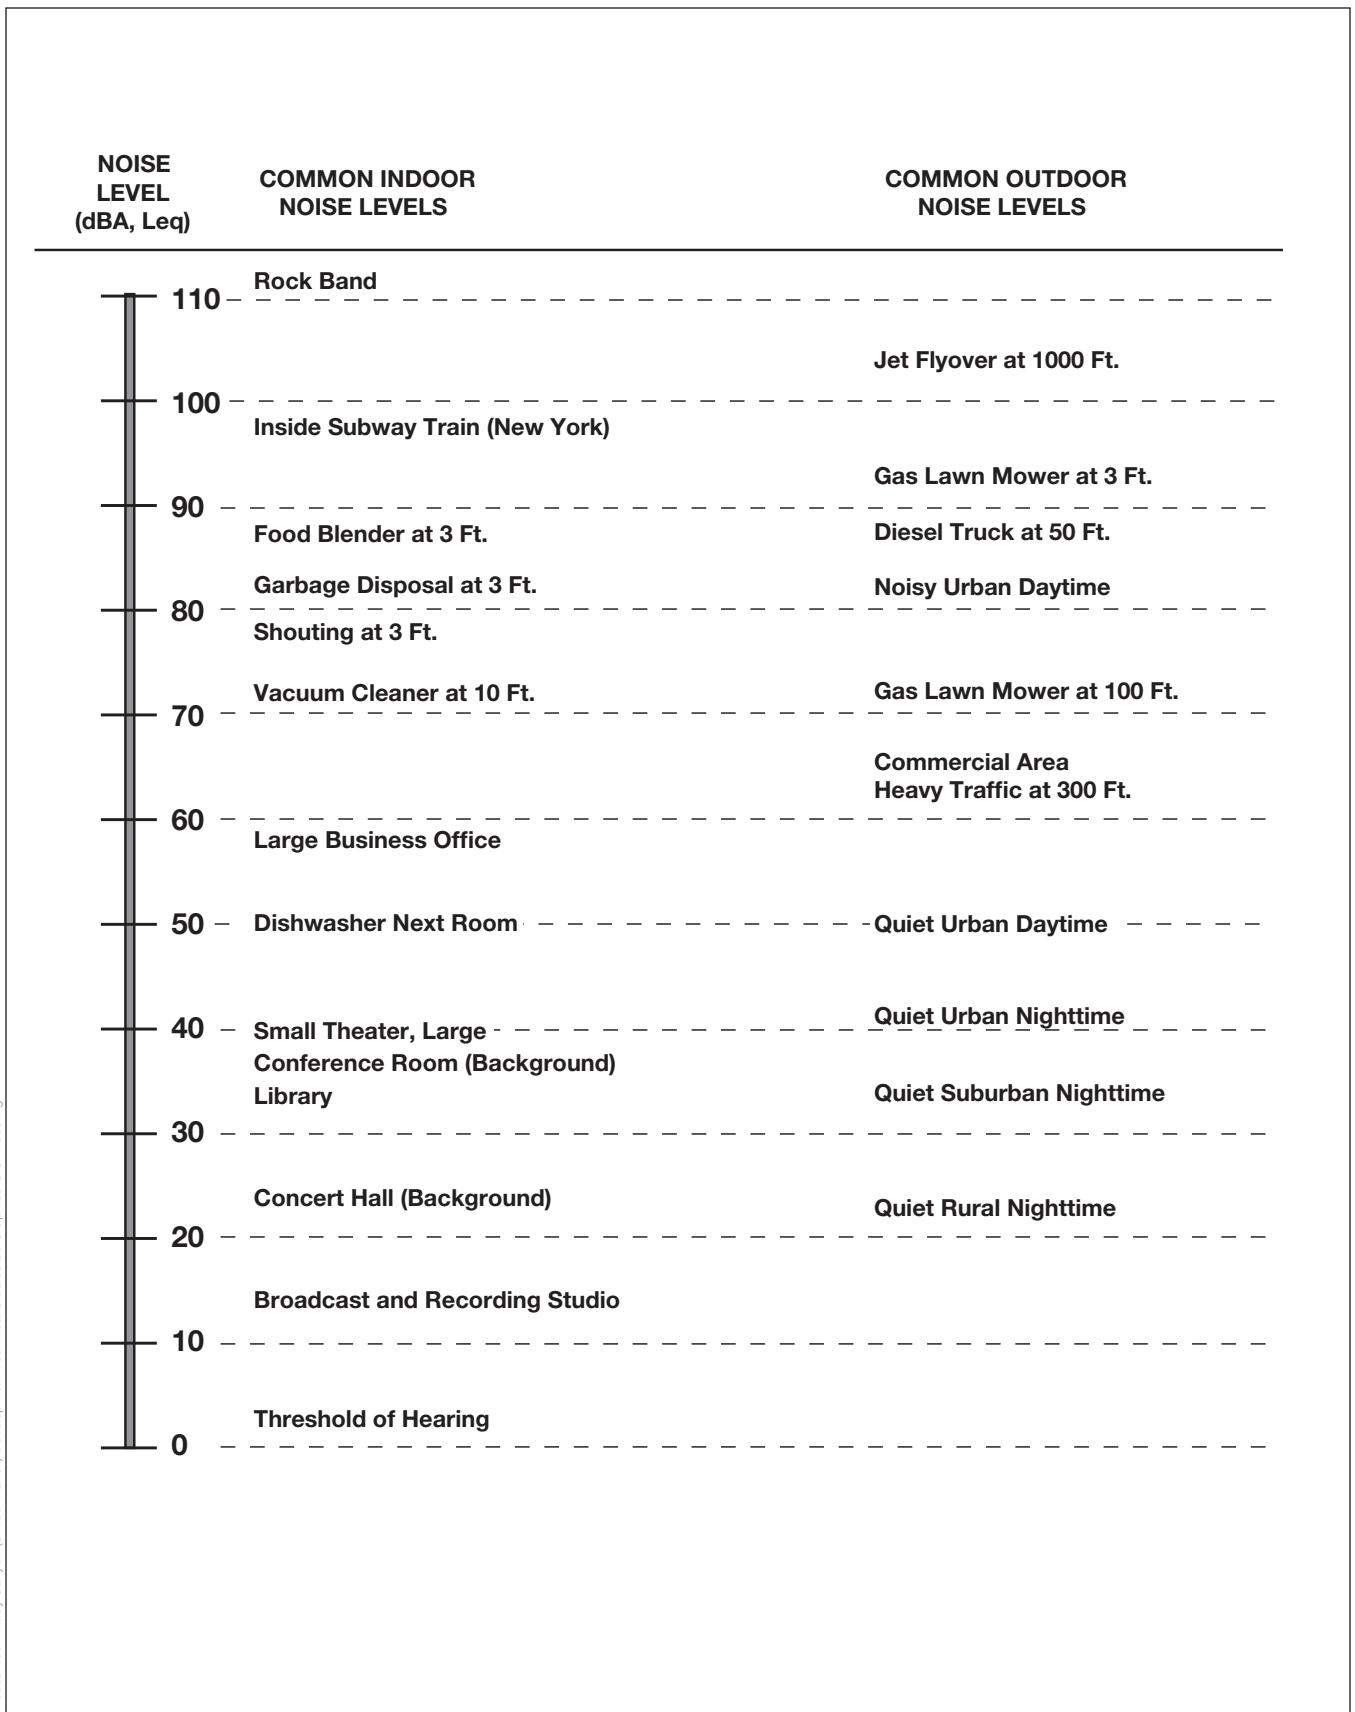 NOISE
LEVEL
(dBA, Leq)
COMMON INDOOR
NOISE LEVELS
COMMON OUTDOOR
NOISE LEVELS
Rock Band
110
Jet Flyover at 1000 Ft.
100
Inside Subway Train (New York)
Gas Lawn Mower at 3 Ft.
90
Food Blender at 3 Ft.
Diesel Truck at 50 Ft.
Garbage Disposal at 3 Ft.
Noisy Urban Daytime
80
Shouting at 3 Ft.
Vacuum Cleaner at 10 Ft.
Gas Lawn Mower at 100 Ft.
70
Commercial Area
Heavy Traffic at 300 Ft.
60
Large Business Office
50
Dishwasher Next Room
Quiet Urban Daytime
Quiet Urban Nighttime
40
Small Theater, Large
Conference Room (Background)
Library
Quiet Suburban Nighttime
30
Concert Hall (Background)
Quiet Rural Nighttime
20
Broadcast and Recording Studio
10
Threshold of Hearing
0